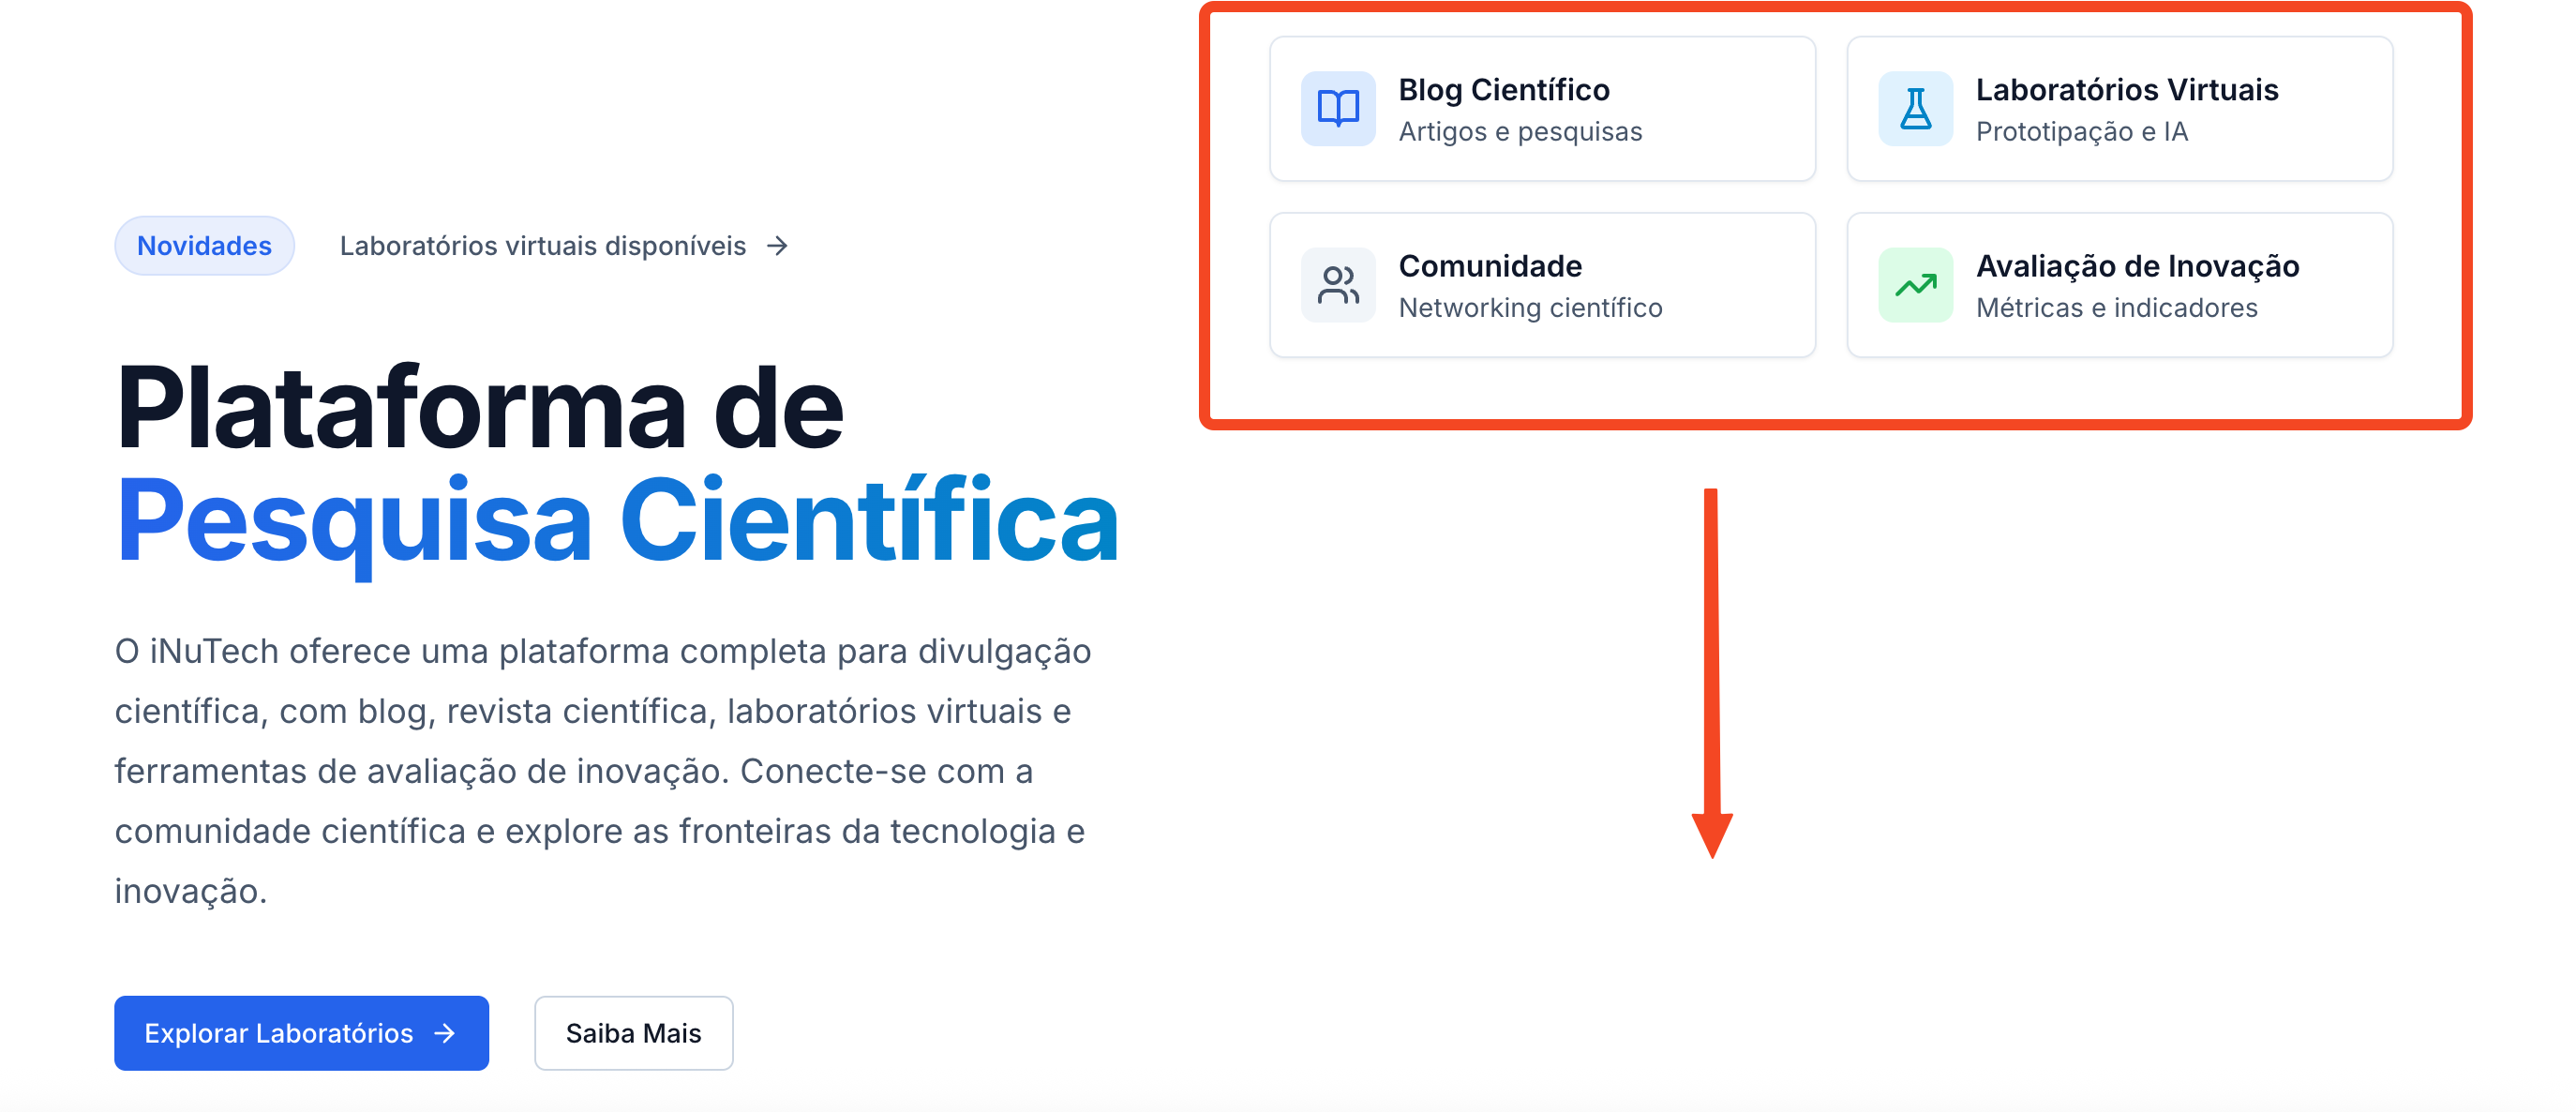 Novidades
Laboratórios virtuais disponíveis
Plataforma de
Pesquisa Científica
O iNuTech oferece uma plataforma completa para divulgação
científica, com blog, revista científica, laboratórios virtuais e
ferramentas de avaliação de inovação. Conecte-se com a
comunidade científica e explore as fronteiras da tecnologia e
inovação.
Explorar Laboratórios
Saiba Mais
Blog Científico
Artigos e pesquisas
Laboratórios Virtuais
Prototipação e IA
Comunidade
Networking científico
Avaliação de Inovação
Métricas e indicadores